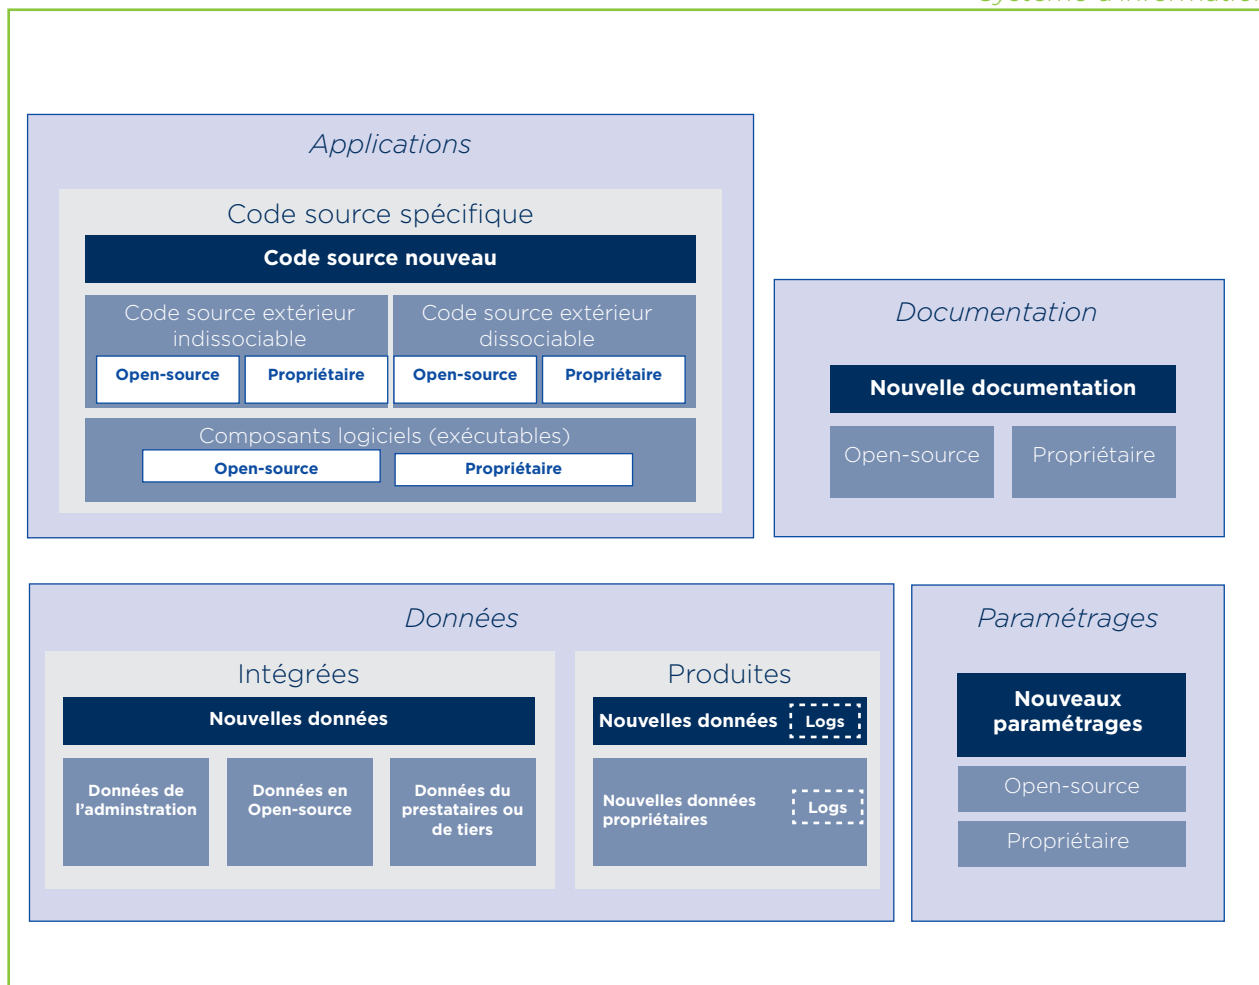 Applications
Code source spécifique
Code source nouveau
Code source extérieur
indissociable
Open-source
Propriétaire
Code source extérieur
dissociable
Open-source
Propriétaire
Composants logiciels (exécutables)
Open-source
Propriétaire
Documentation
Nouvelle documentation
Open-source
Propriétaire
Données
Intégrées
Nouvelles données
Données de
l'adminstration
Données en
Open-source
Données du
prestataires ou
de tiers
Produites
Nouvelles données
Logs
Nouvelles données
propriétaires
Logs
Paramétrages
Nouveaux
paramétrages
Open-source
Propriétaire